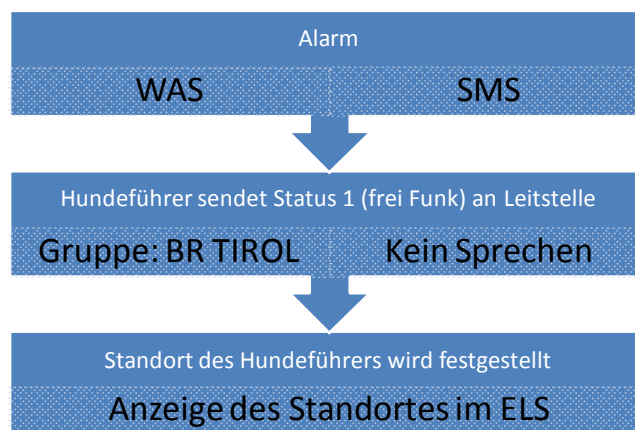 Alarm
WAS SMS
Hundeführer sendet Status 1 (frei Funk) an Leitstelle
Gruppe: BR TIROL Kein Sprechen
Standort des Hundeführers wird festgestellt
Anzeige des Standortes im ELS